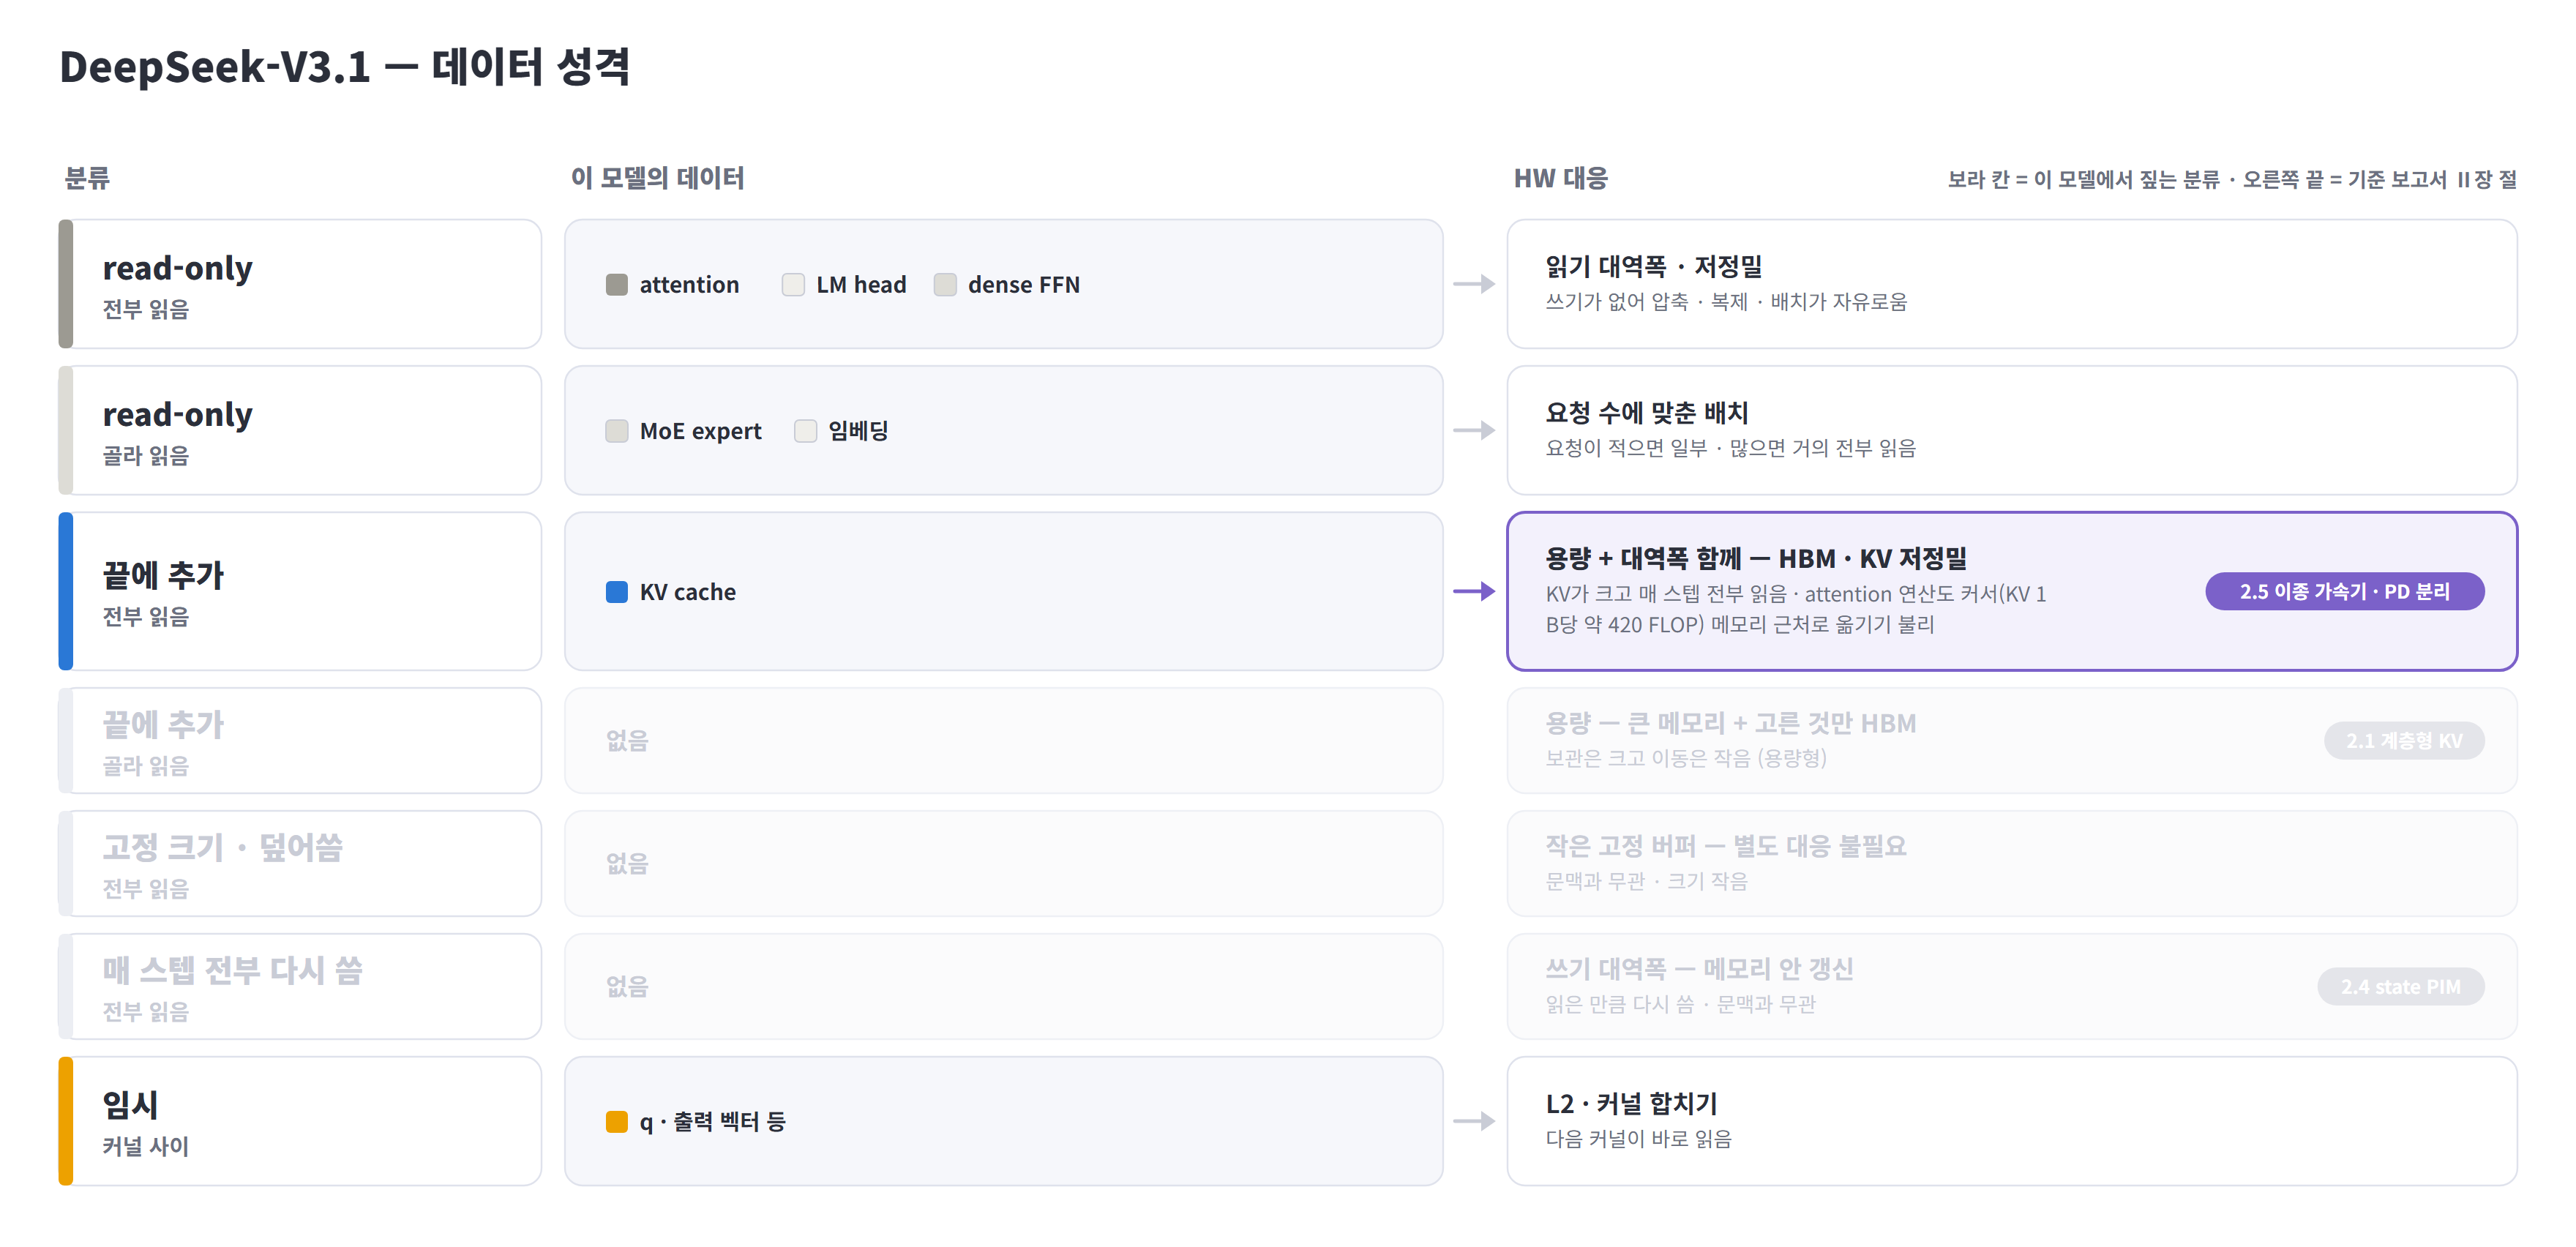 DeepSeek-V3.1 — 데이터 성격
분류
이 모델의 데이터
HW 대응
보라 칸 = 이 모델에서 짚는 분류 · 오른쪽 끝 = 기준 보고서 II장 절
read-only
전부 읽음
attention
LM head
dense FFN
읽기 대역폭 · 저정밀
쓰기가 없어 압축 · 복제 · 배치가 자유로움
read-only
골라 읽음
MoE expert
임베딩
요청 수에 맞춘 배치
요청이 적으면 일부 · 많으면 거의 전부 읽음
끝에 추가
전부 읽음
KV cache
용량 + 대역폭 함께 — HBM · KV 저정밀
KV가 크고 매 스텝 전부 읽음 · attention 연산도 커서(KV 1
B당 약 420 FLOP) 메모리 근처로 옮기기 불리
2.5 이종 가속기 · PD 분리
끝에 추가
골라 읽음
없음
용량 — 큰 메모리 + 고른 것만 HBM
보관은 크고 이동은 작음 (용량형)
2.1 계층형 KV
고정 크기 · 덮어씀
전부 읽음
없음
작은 고정 버퍼 — 별도 대응 불필요
문맥과 무관 · 크기 작음
매 스텝 전부 다시 씀
전부 읽음
없음
쓰기 대역폭 — 메모리 안 갱신
읽은 만큼 다시 씀 · 문맥과 무관
2.4 state PIM
임시
커널 사이
q · 출력 벡터 등
L2 · 커널 합치기
다음 커널이 바로 읽음